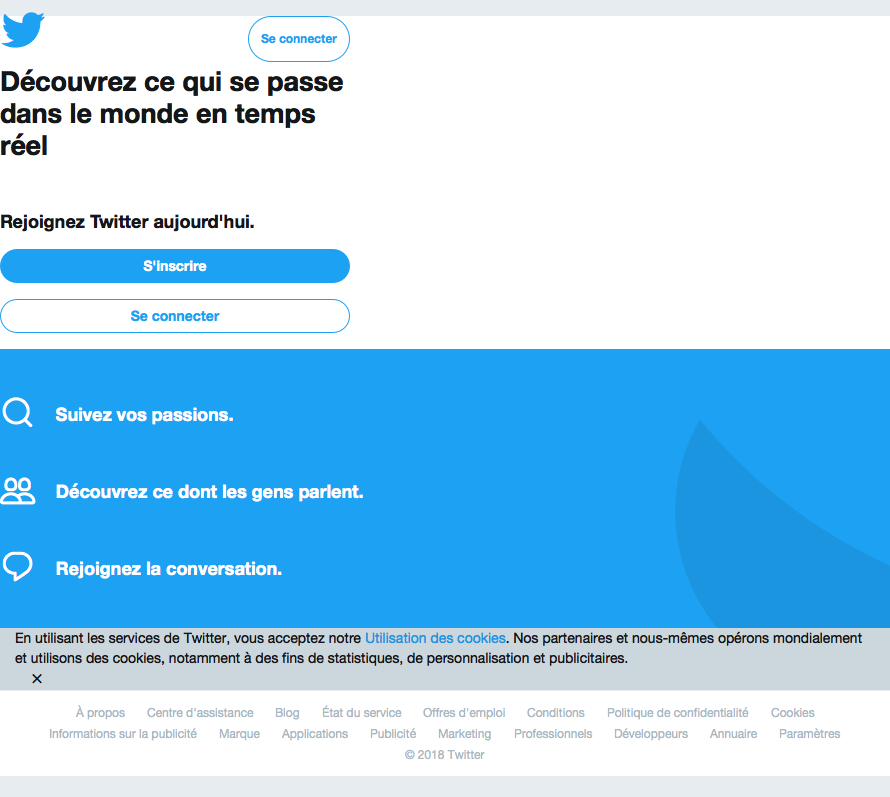 Se connecter
Découvrez ce qui se passe
dans le monde en temps
réel
Rejoignez Twitter aujourd'hui.
S'inscrire
Se connecter
Suivez vos passions.
Découvrez ce dont les gens parlent.
Rejoignez la conversation.
En utilisant les services de Twitter, vous acceptez notre Utilisation des cookies. Nos partenaires et nous-mêmes opérons mondialement
et utilisons des cookies, notamment à des fins de statistiques, de personnalisation et publicitaires.
À propos Centre d'assistance Blog État du service Offres d'emploi Conditions Politique de confidentialité Cookies
Informations sur la publicité Marque Applications Publicité Marketing Professionnels Développeurs Annuaire Paramètres
© 2018 Twitter